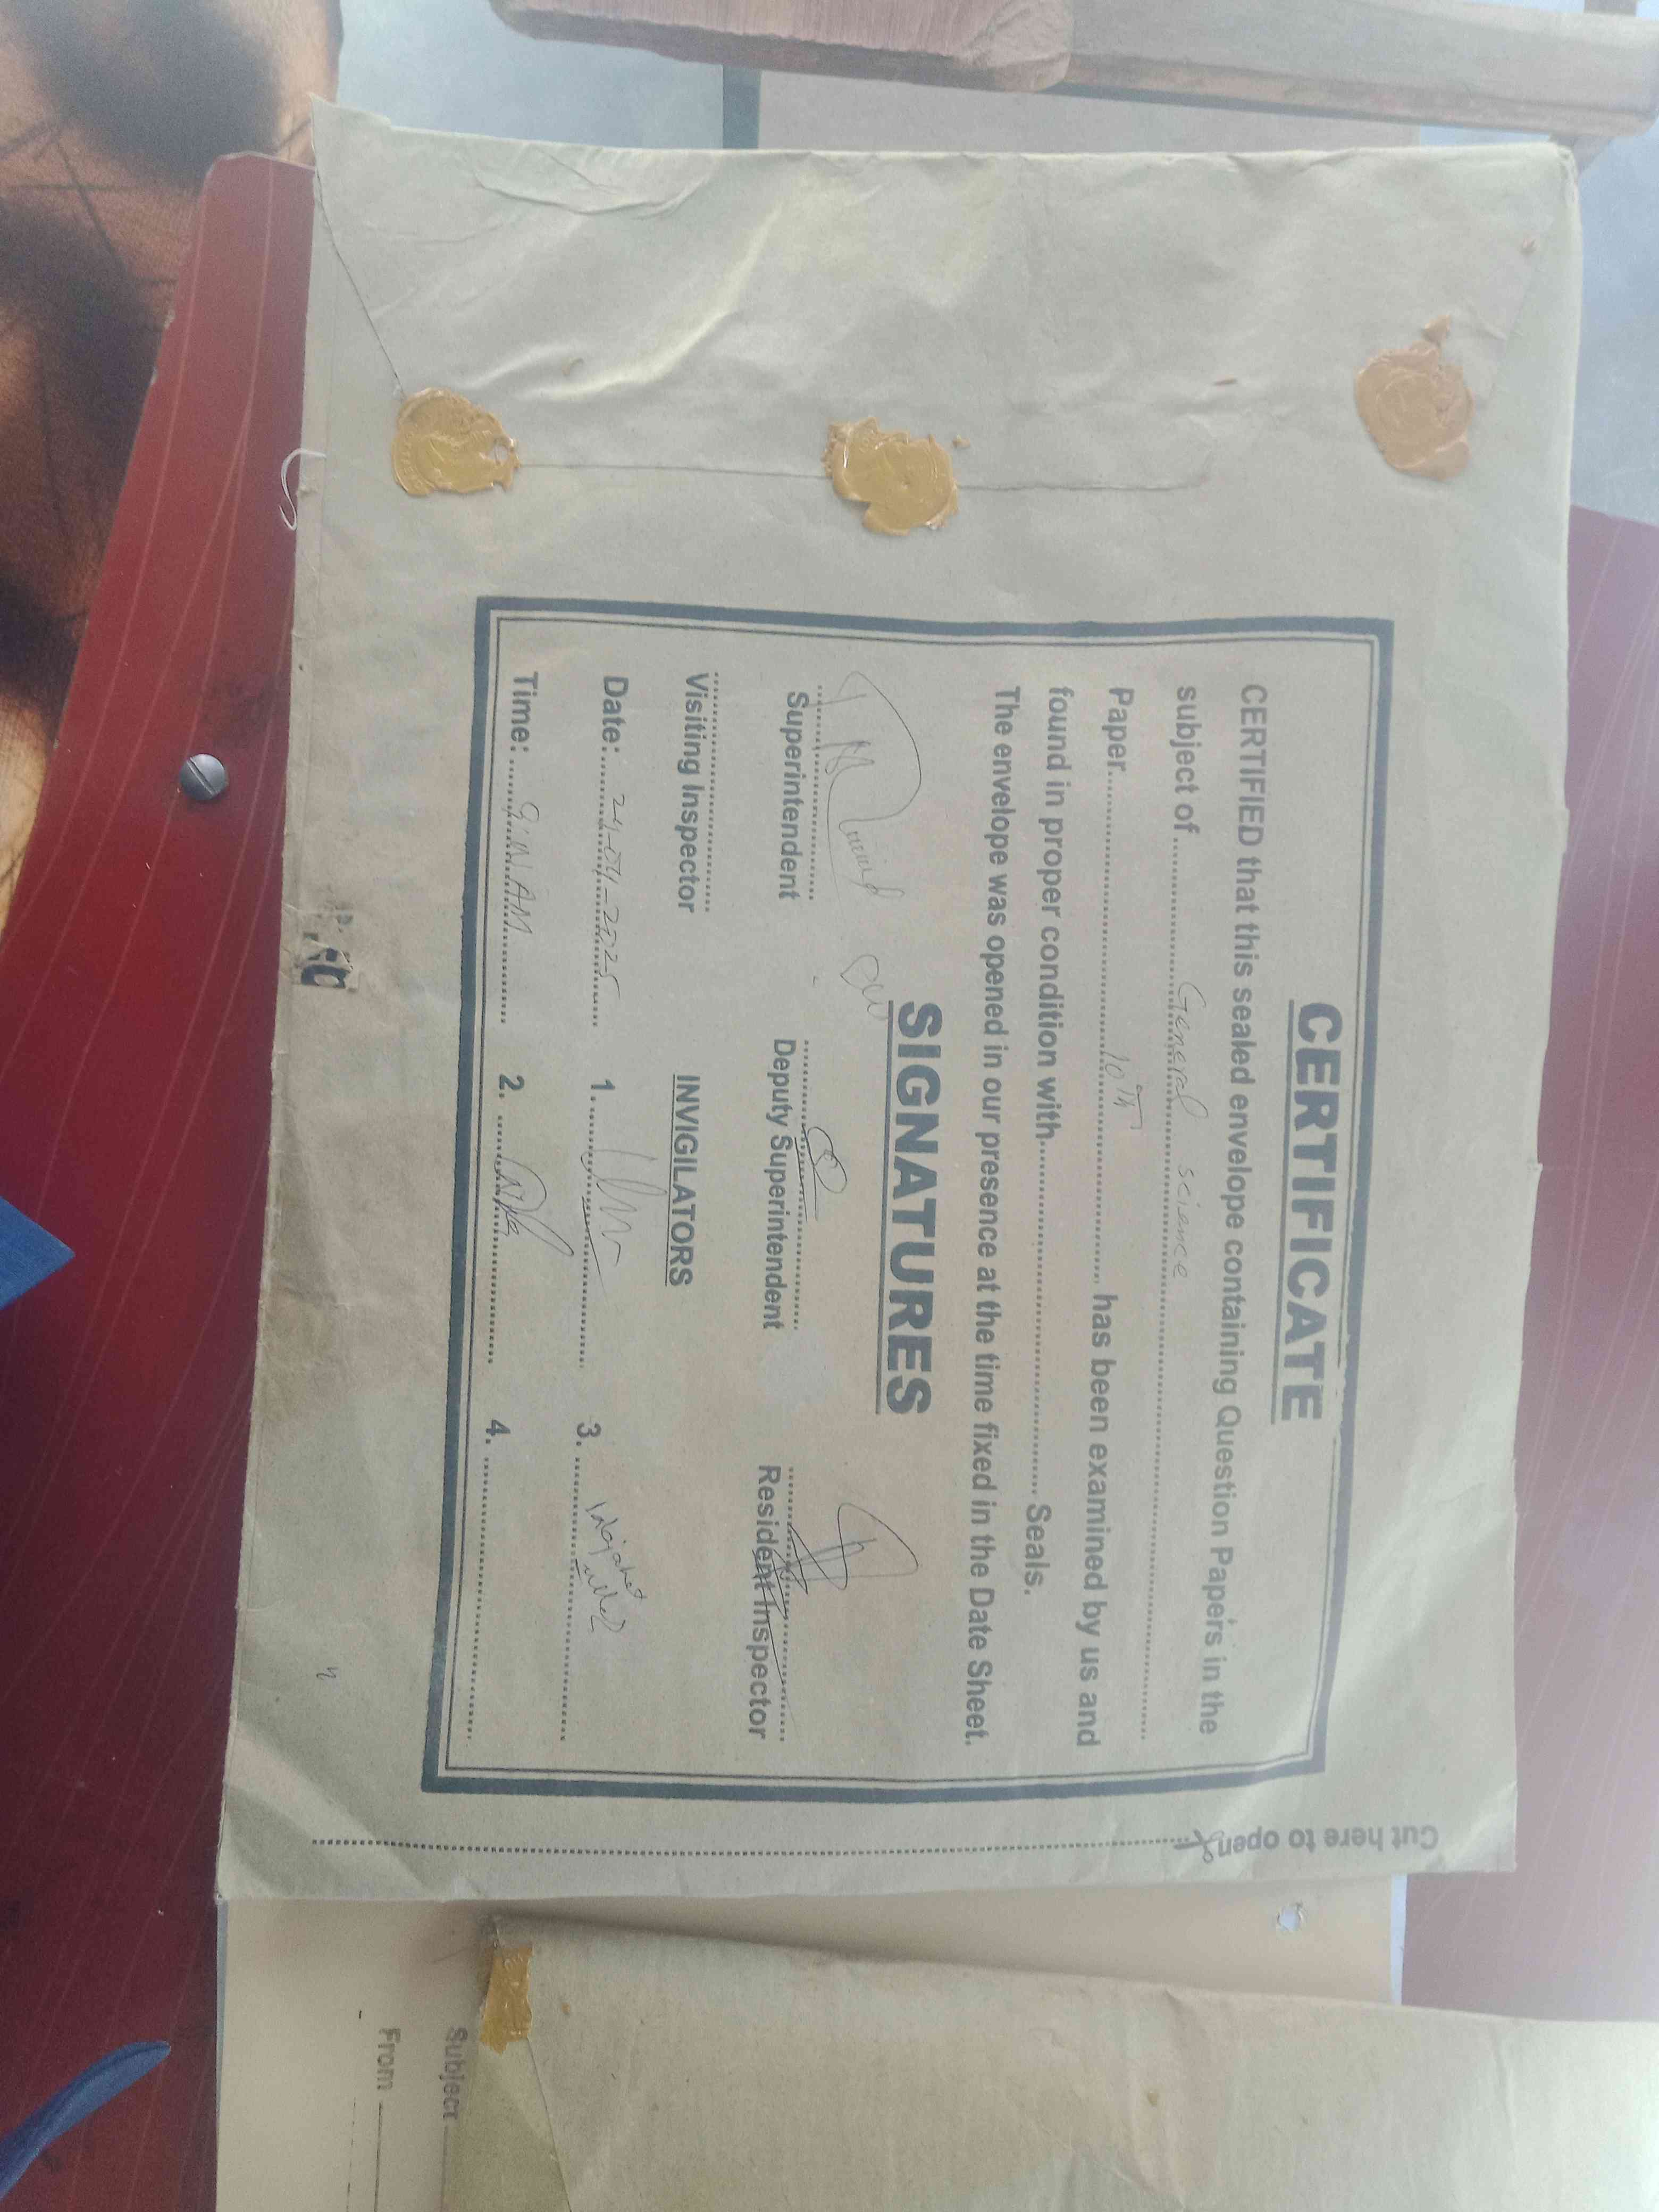 CERTIFICATE
CERTIFIED that this sealed envelope containing Question Papers in the
subject of.......... General science ..........
Paper.......... 10th .......... has been examined by us and
found in proper condition with.......... Seals.
The envelope was opened in our presence at the time fixed in the Date Sheet.
SIGNATURES
Superintendent Deputy Superintendent Resident Inspector
Visiting Inspector INVIGILATORS
Date: 24-04-2025 1. 3. Wajahat
Time: AM 2. 4.
Cut here to open
Subject
From